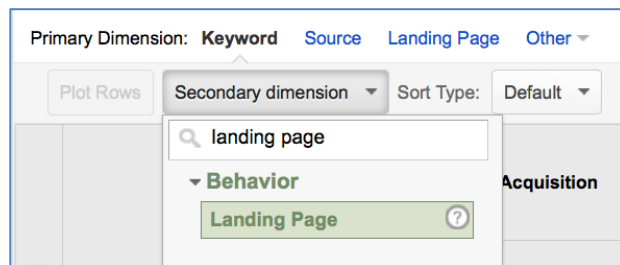 Primary Dimension: Keyword Source Landing Page Other
Plot Rows Secondary dimension Sort Type: Default
landing page
Behavior
Acquisition
Landing Page ?